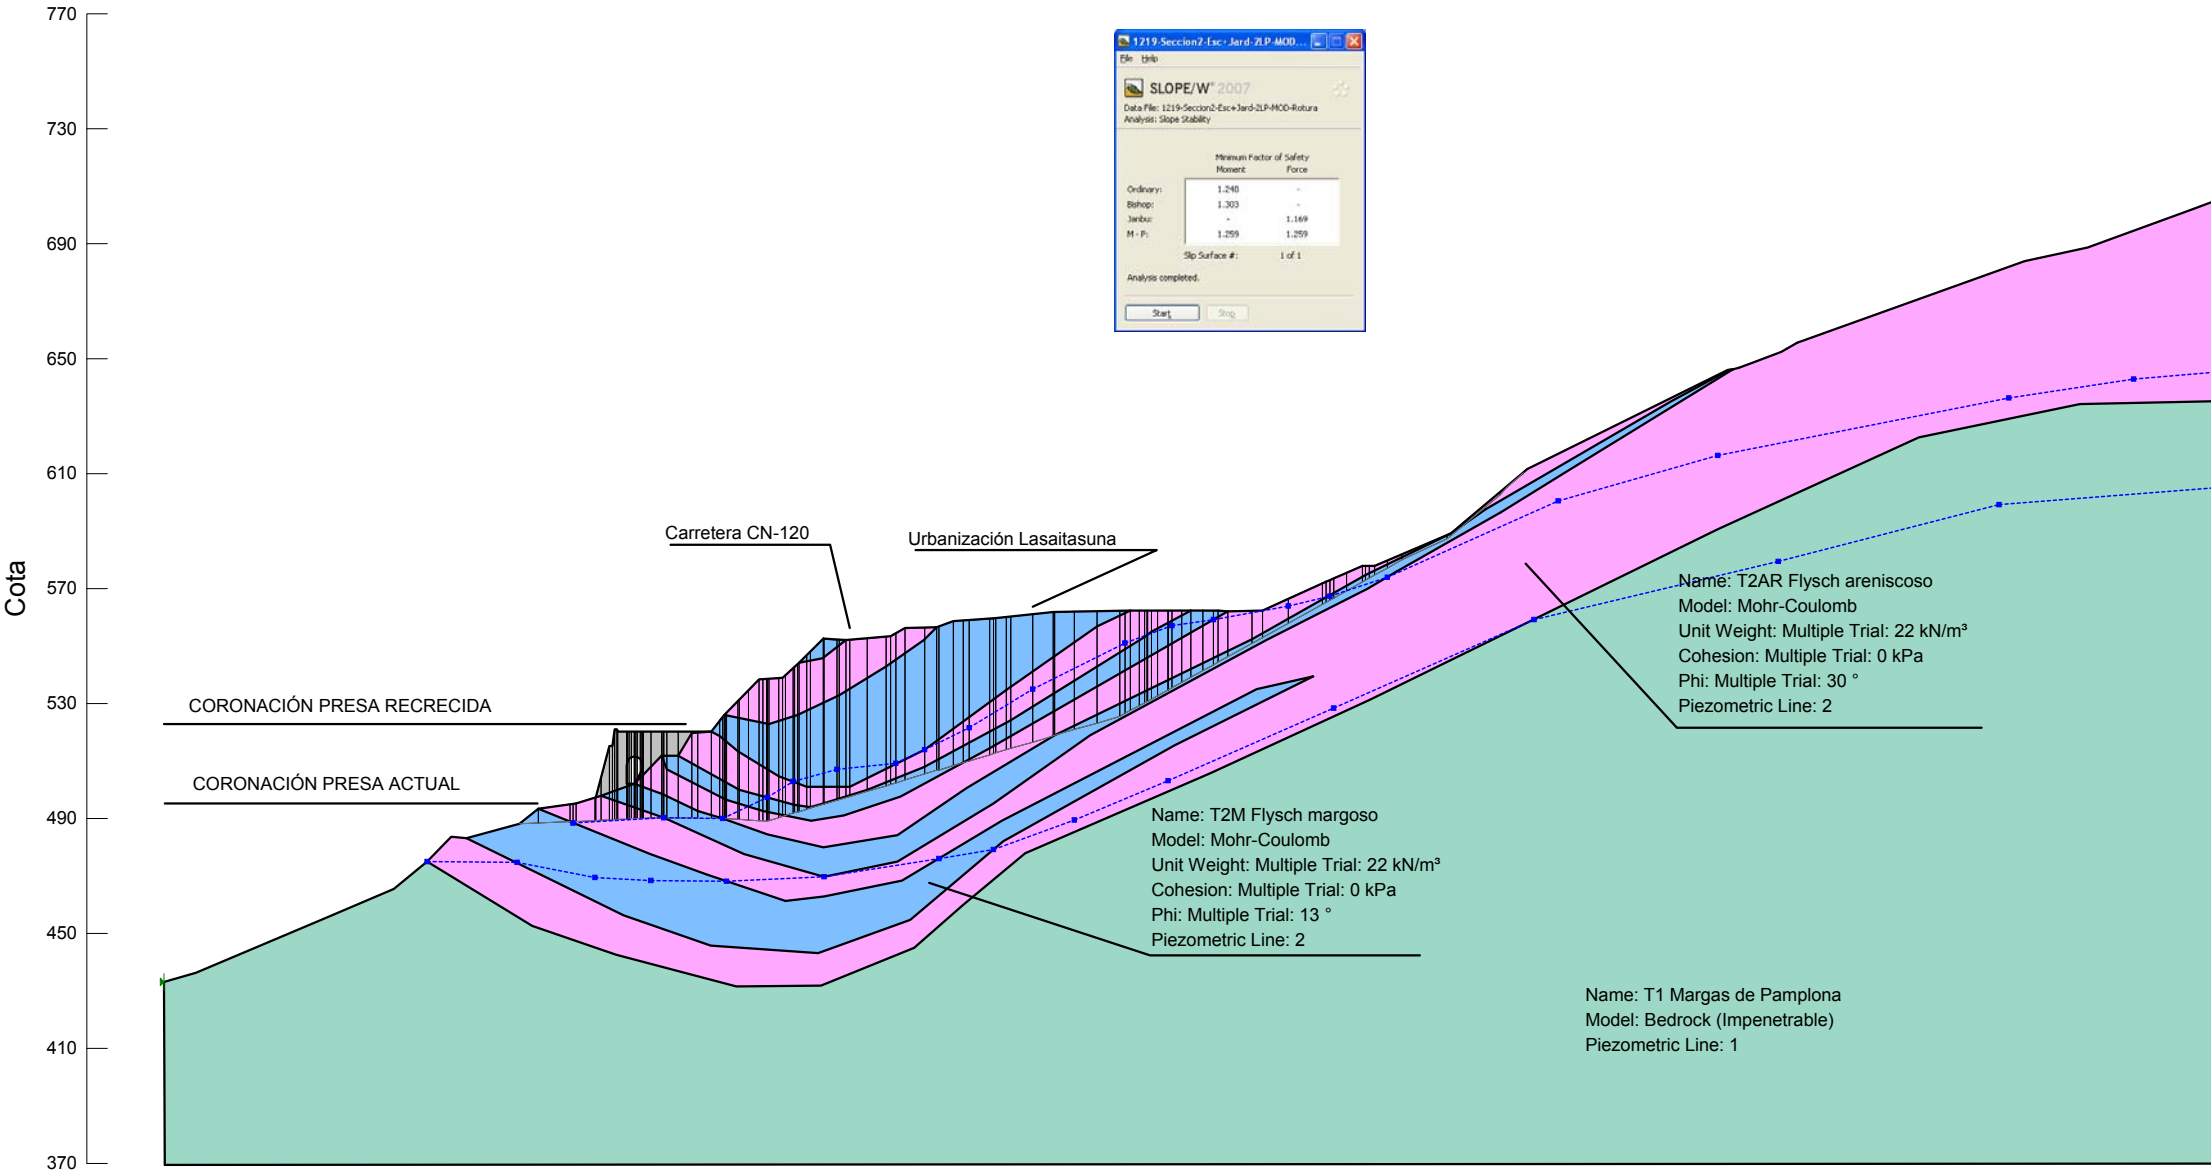 770
730
690
650
610
570
530
490
450
410
370
Cota
1219-Seccion2-Esc+Jard-2LP-MOD...
File Help
SLOPE/W 2007
Data File: 1219-Seccion2-Esc+Jard-2LP-MOD-Rotura
Analysis: Slope Stability
Minimum Factor of Safety
Moment Force
Ordinary: 1.240 -
Bishop: 1.303 -
Janbu: - 1.169
M - P: 1.259 1.259
Slip Surface #: 1 of 1
Analysis completed.
Start Stop
Carretera CN-120
Urbanización Lasaitasuna
CORONACIÓN PRESA RECRECIDA
CORONACIÓN PRESA ACTUAL
Name: T2AR Flysch areniscoso
Model: Mohr-Coulomb
Unit Weight: Multiple Trial: 22 kN/m³
Cohesion: Multiple Trial: 0 kPa
Phi: Multiple Trial: 30 °
Piezometric Line: 2
Name: T2M Flysch margoso
Model: Mohr-Coulomb
Unit Weight: Multiple Trial: 22 kN/m³
Cohesion: Multiple Trial: 0 kPa
Phi: Multiple Trial: 13 °
Piezometric Line: 2
Name: T1 Margas de Pamplona
Model: Bedrock (Impenetrable)
Piezometric Line: 1